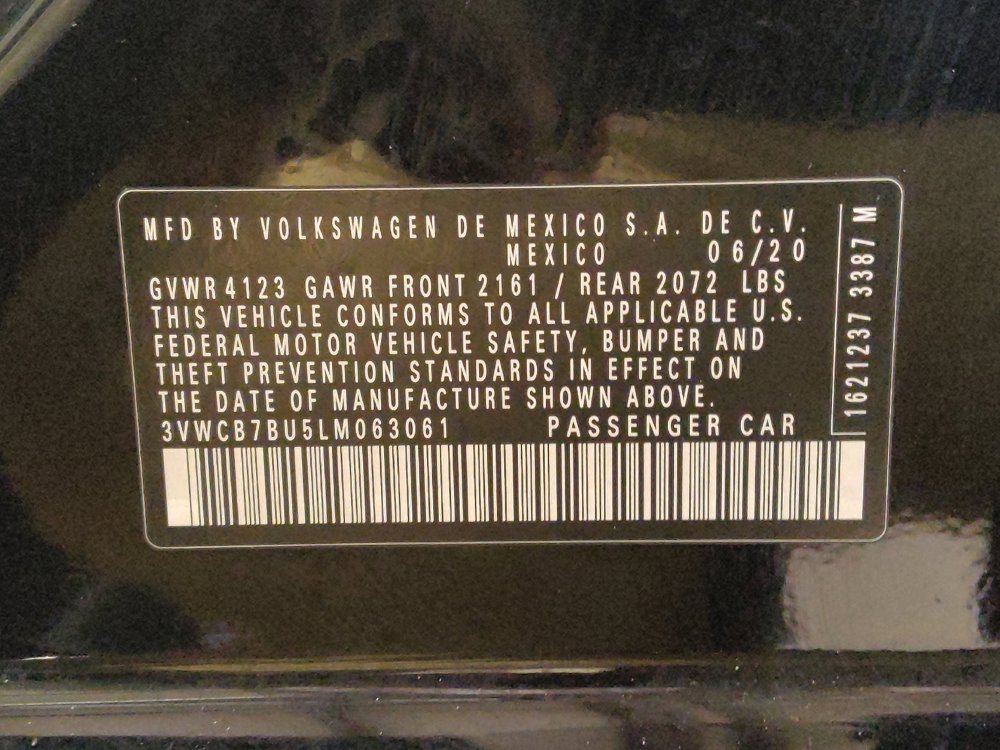 MFD BY VOLKSWAGEN DE MEXICO S.A. DE C.V.
MEXICO 06/20
GVWR 4123 GAWR FRONT 2161 / REAR 2072 LBS
THIS VEHICLE CONFORMS TO ALL APPLICABLE U.S.
FEDERAL MOTOR VEHICLE SAFETY, BUMPER AND
THEFT PREVENTION STANDARDS IN EFFECT ON
THE DATE OF MANUFACTURE SHOWN ABOVE.
3VWCB7BU5LM063061 PASSENGER CAR
1621237 3387 M